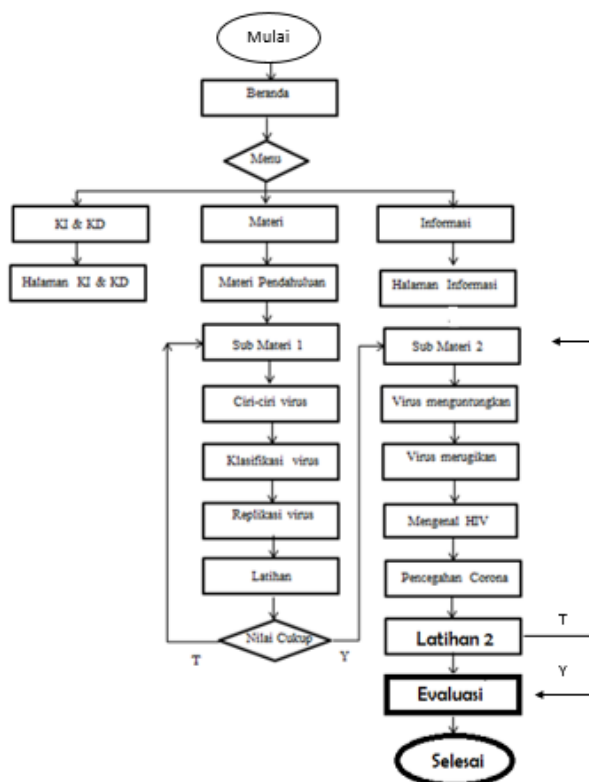 Mulai
Beranda
Menu
KI & KD
Materi
Informasi
Halaman KI & KD
Materi Pendahuluan
Halaman Informasi
Sub Materi 1
Sub Materi 2
Ciri-ciri virus
Virus menguntungkan
Klasifikasi virus
Virus merugikan
Replikasi virus
Mengenal HIV
Latihan
Pencegahan Corona
Nilai Cukup
T
Y
Latihan 2
T
Y
Evaluasi
Selesai